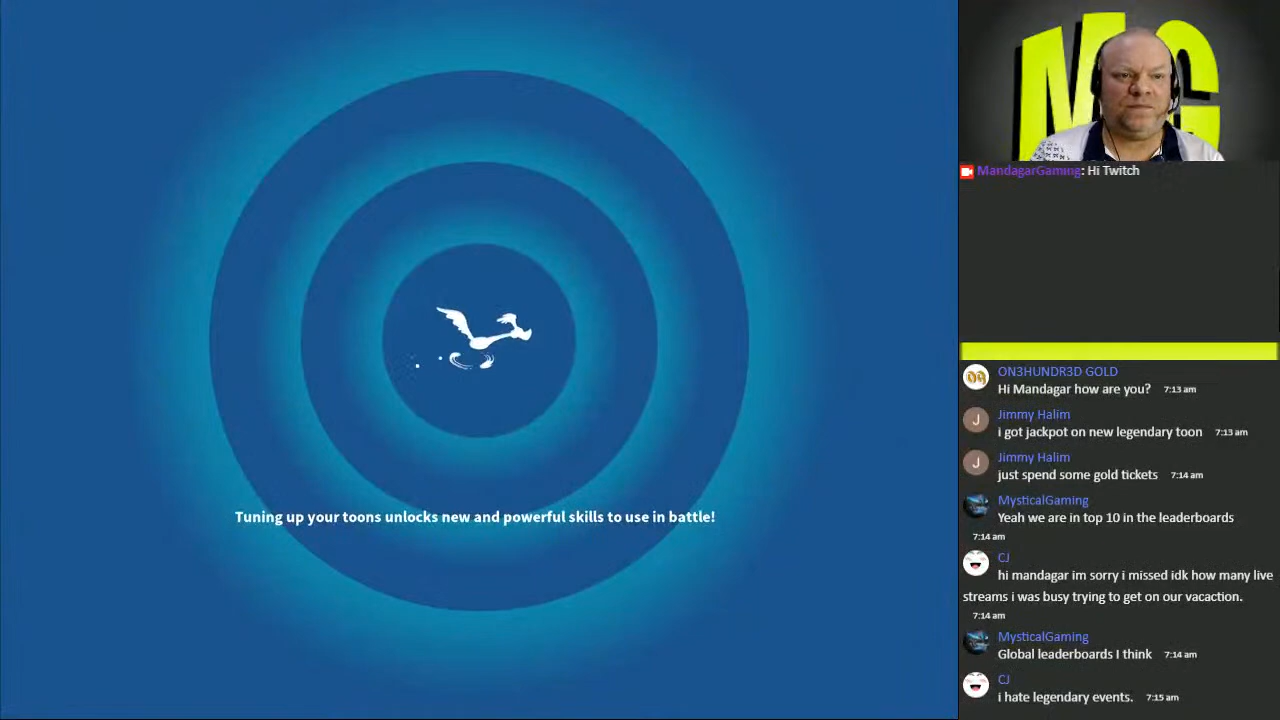 MG
MandagarGaming: Hi Twitch
ON3HUNDR3D GOLD
Hi Mandagar how are you? 7:13 am
J
Jimmy Halim
i got jackpot on new legendary toon 7:13 am
J
Jimmy Halim
just spend some gold tickets 7:14 am
MysticalGaming
Yeah we are in top 10 in the leaderboards
7:14 am
CJ
hi mandagar im sorry i missed idk how many live
streams i was busy trying to get on our vacaction.
7:14 am
MysticalGaming
Global leaderboards I think 7:14 am
CJ
i hate legendary events. 7:15 am
Tuning up your toons unlocks new and powerful skills to use in battle!